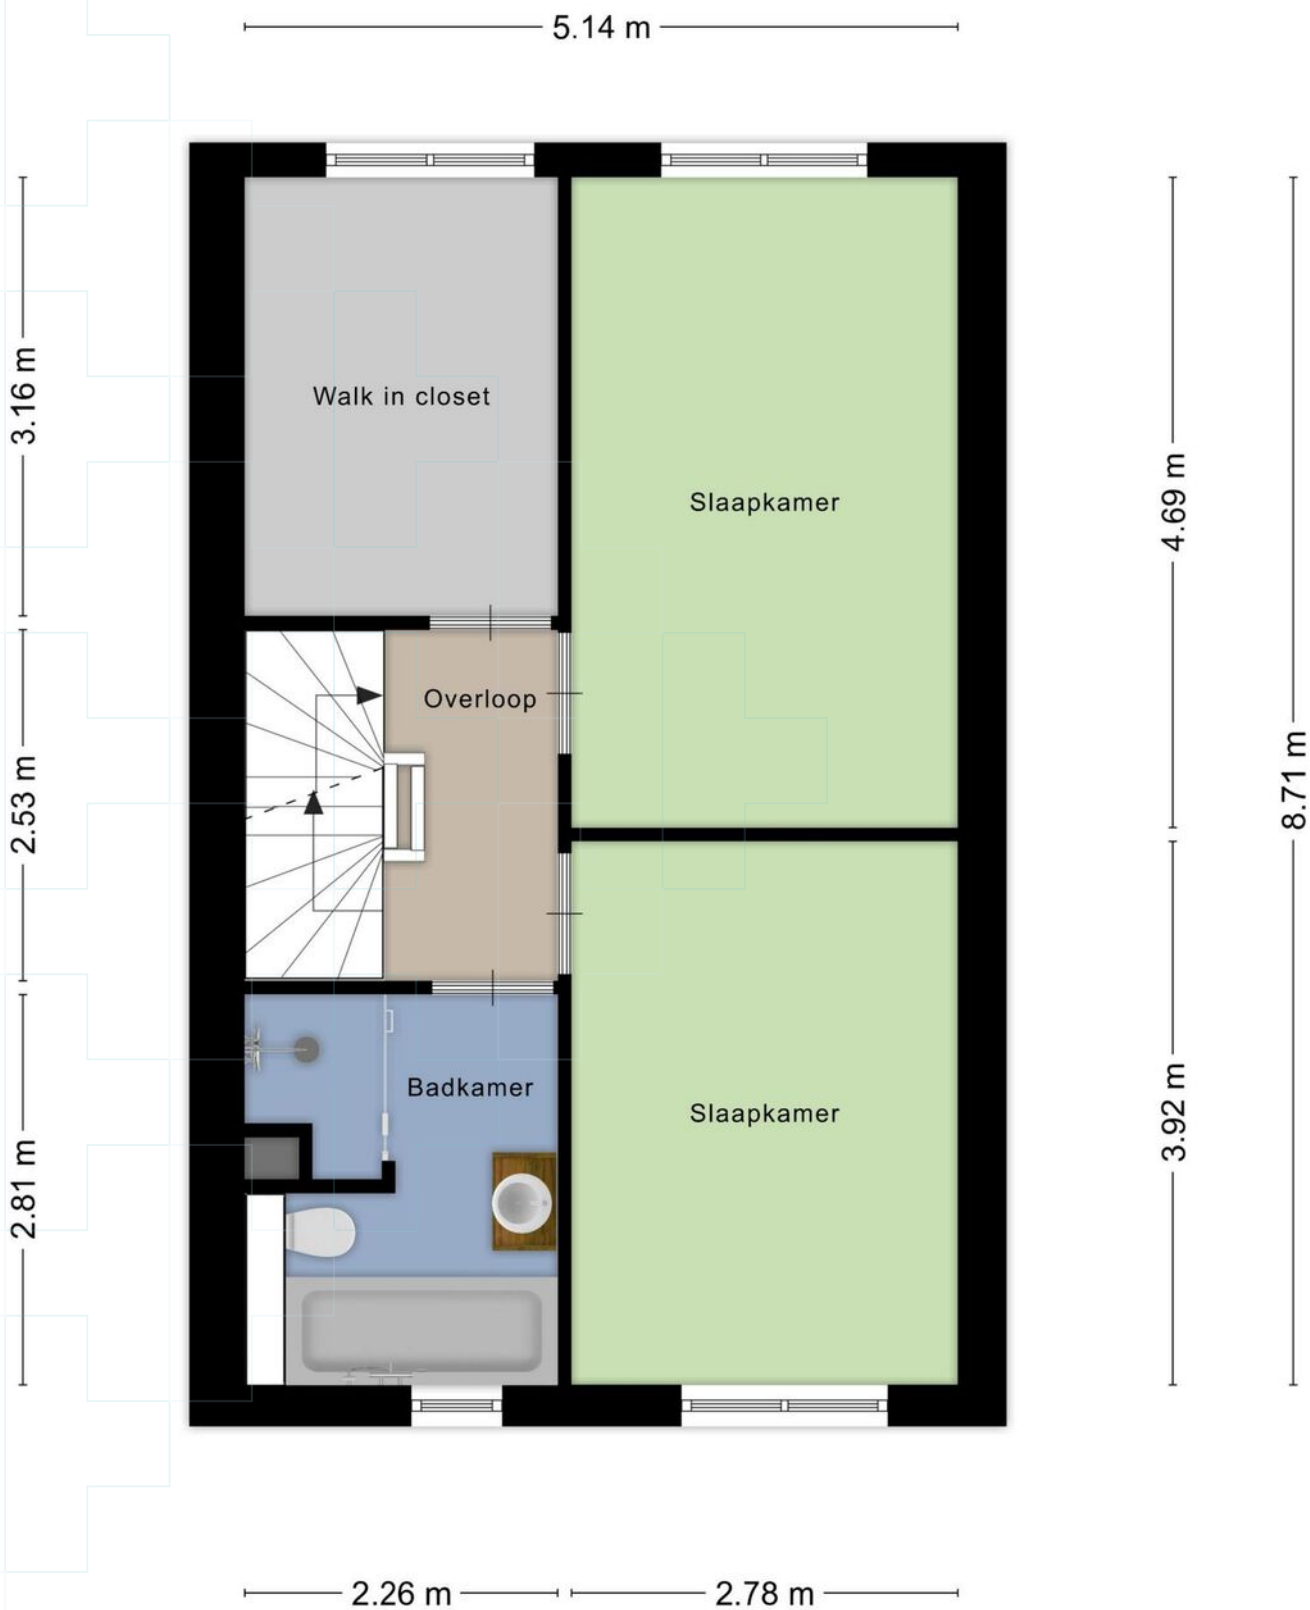 5.14 m
Walk in closet
3.16 m
Slaapkamer
4.69 m
Overloop
2.53 m
8.71 m
Badkamer
Slaapkamer
2.81 m
3.92 m
2.26 m
2.78 m